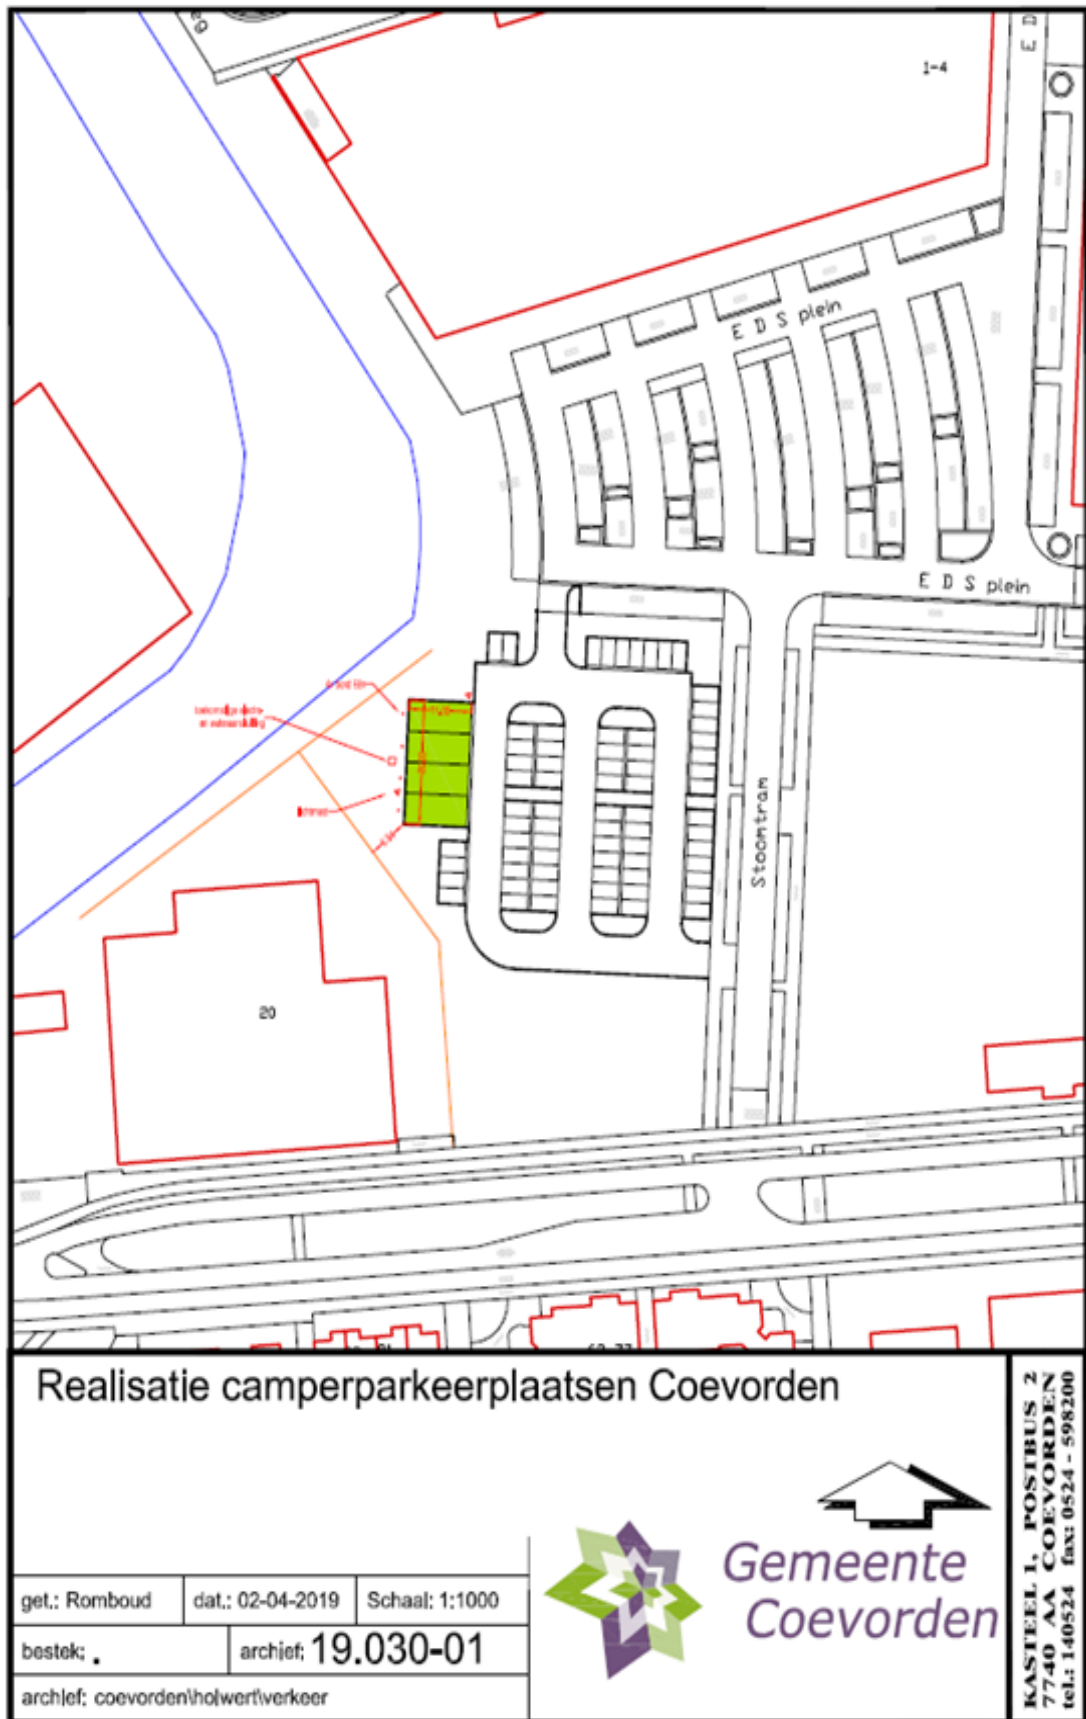 1-4
E D
E D S plein
E D S plein
Stoomtram
20
Realisatie camperparkeerplaatsen Coevorden
get.: Romboud
dat.: 02-04-2019
Schaal: 1:1000
bestek: .
archief: 19.030-01
archief: coevorden\holwert\verkeer
Gemeente
Coevorden
KASTEEL 1, POSTBUS 2
7740 AA COEVORDEN
tel.: 140524 fax: 0524 - 598200